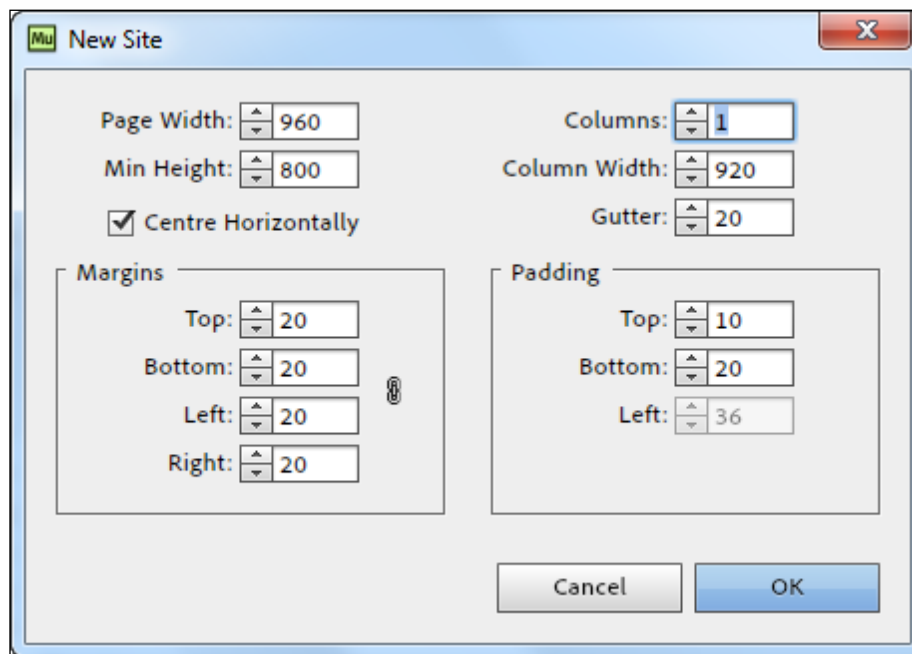 Mu New Site
Page Width: 960
Min Height: 800
Centre Horizontally
Columns: 1
Column Width: 920
Gutter: 20
Margins
Top: 20
Bottom: 20
Left: 20
Right: 20
Padding
Top: 10
Bottom: 20
Left: 36
Cancel
OK